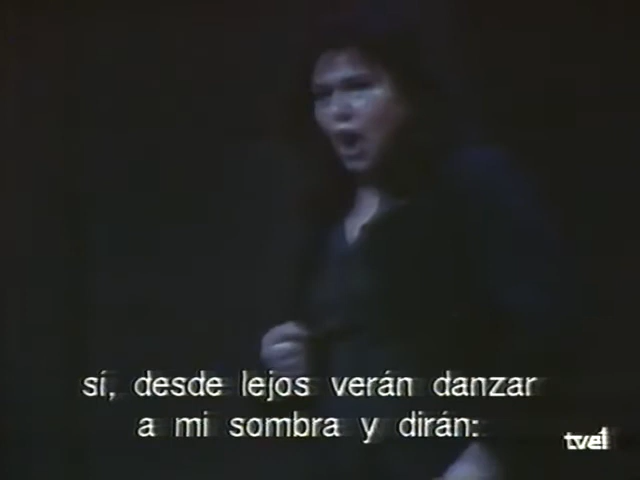 sí, desde lejos verán danzar
a mi sombra y dirán:
tve1